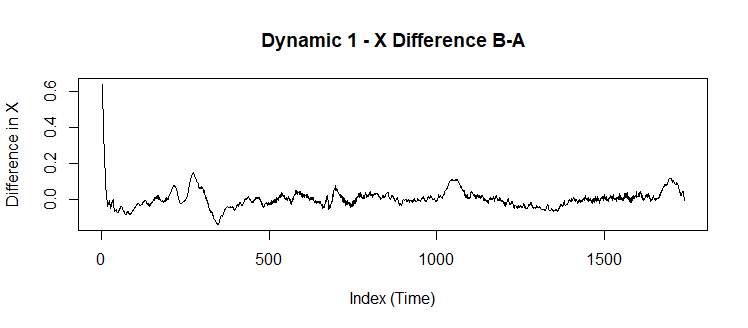 Dynamic 1 - X Difference B-A
Difference in X
0.6
0.4
0.2
0.0
0
500
1000
1500
Index (Time)